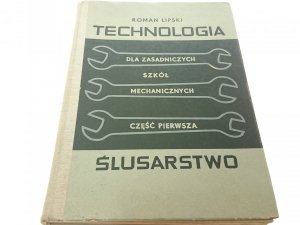 ROMAN LIPSKI
TECHNOLOGIA
DLA ZASADNICZYCH
SZKÓŁ
MECHANICZNYCH
CZĘŚĆ PIERWSZA
ŚLUSARSTWO